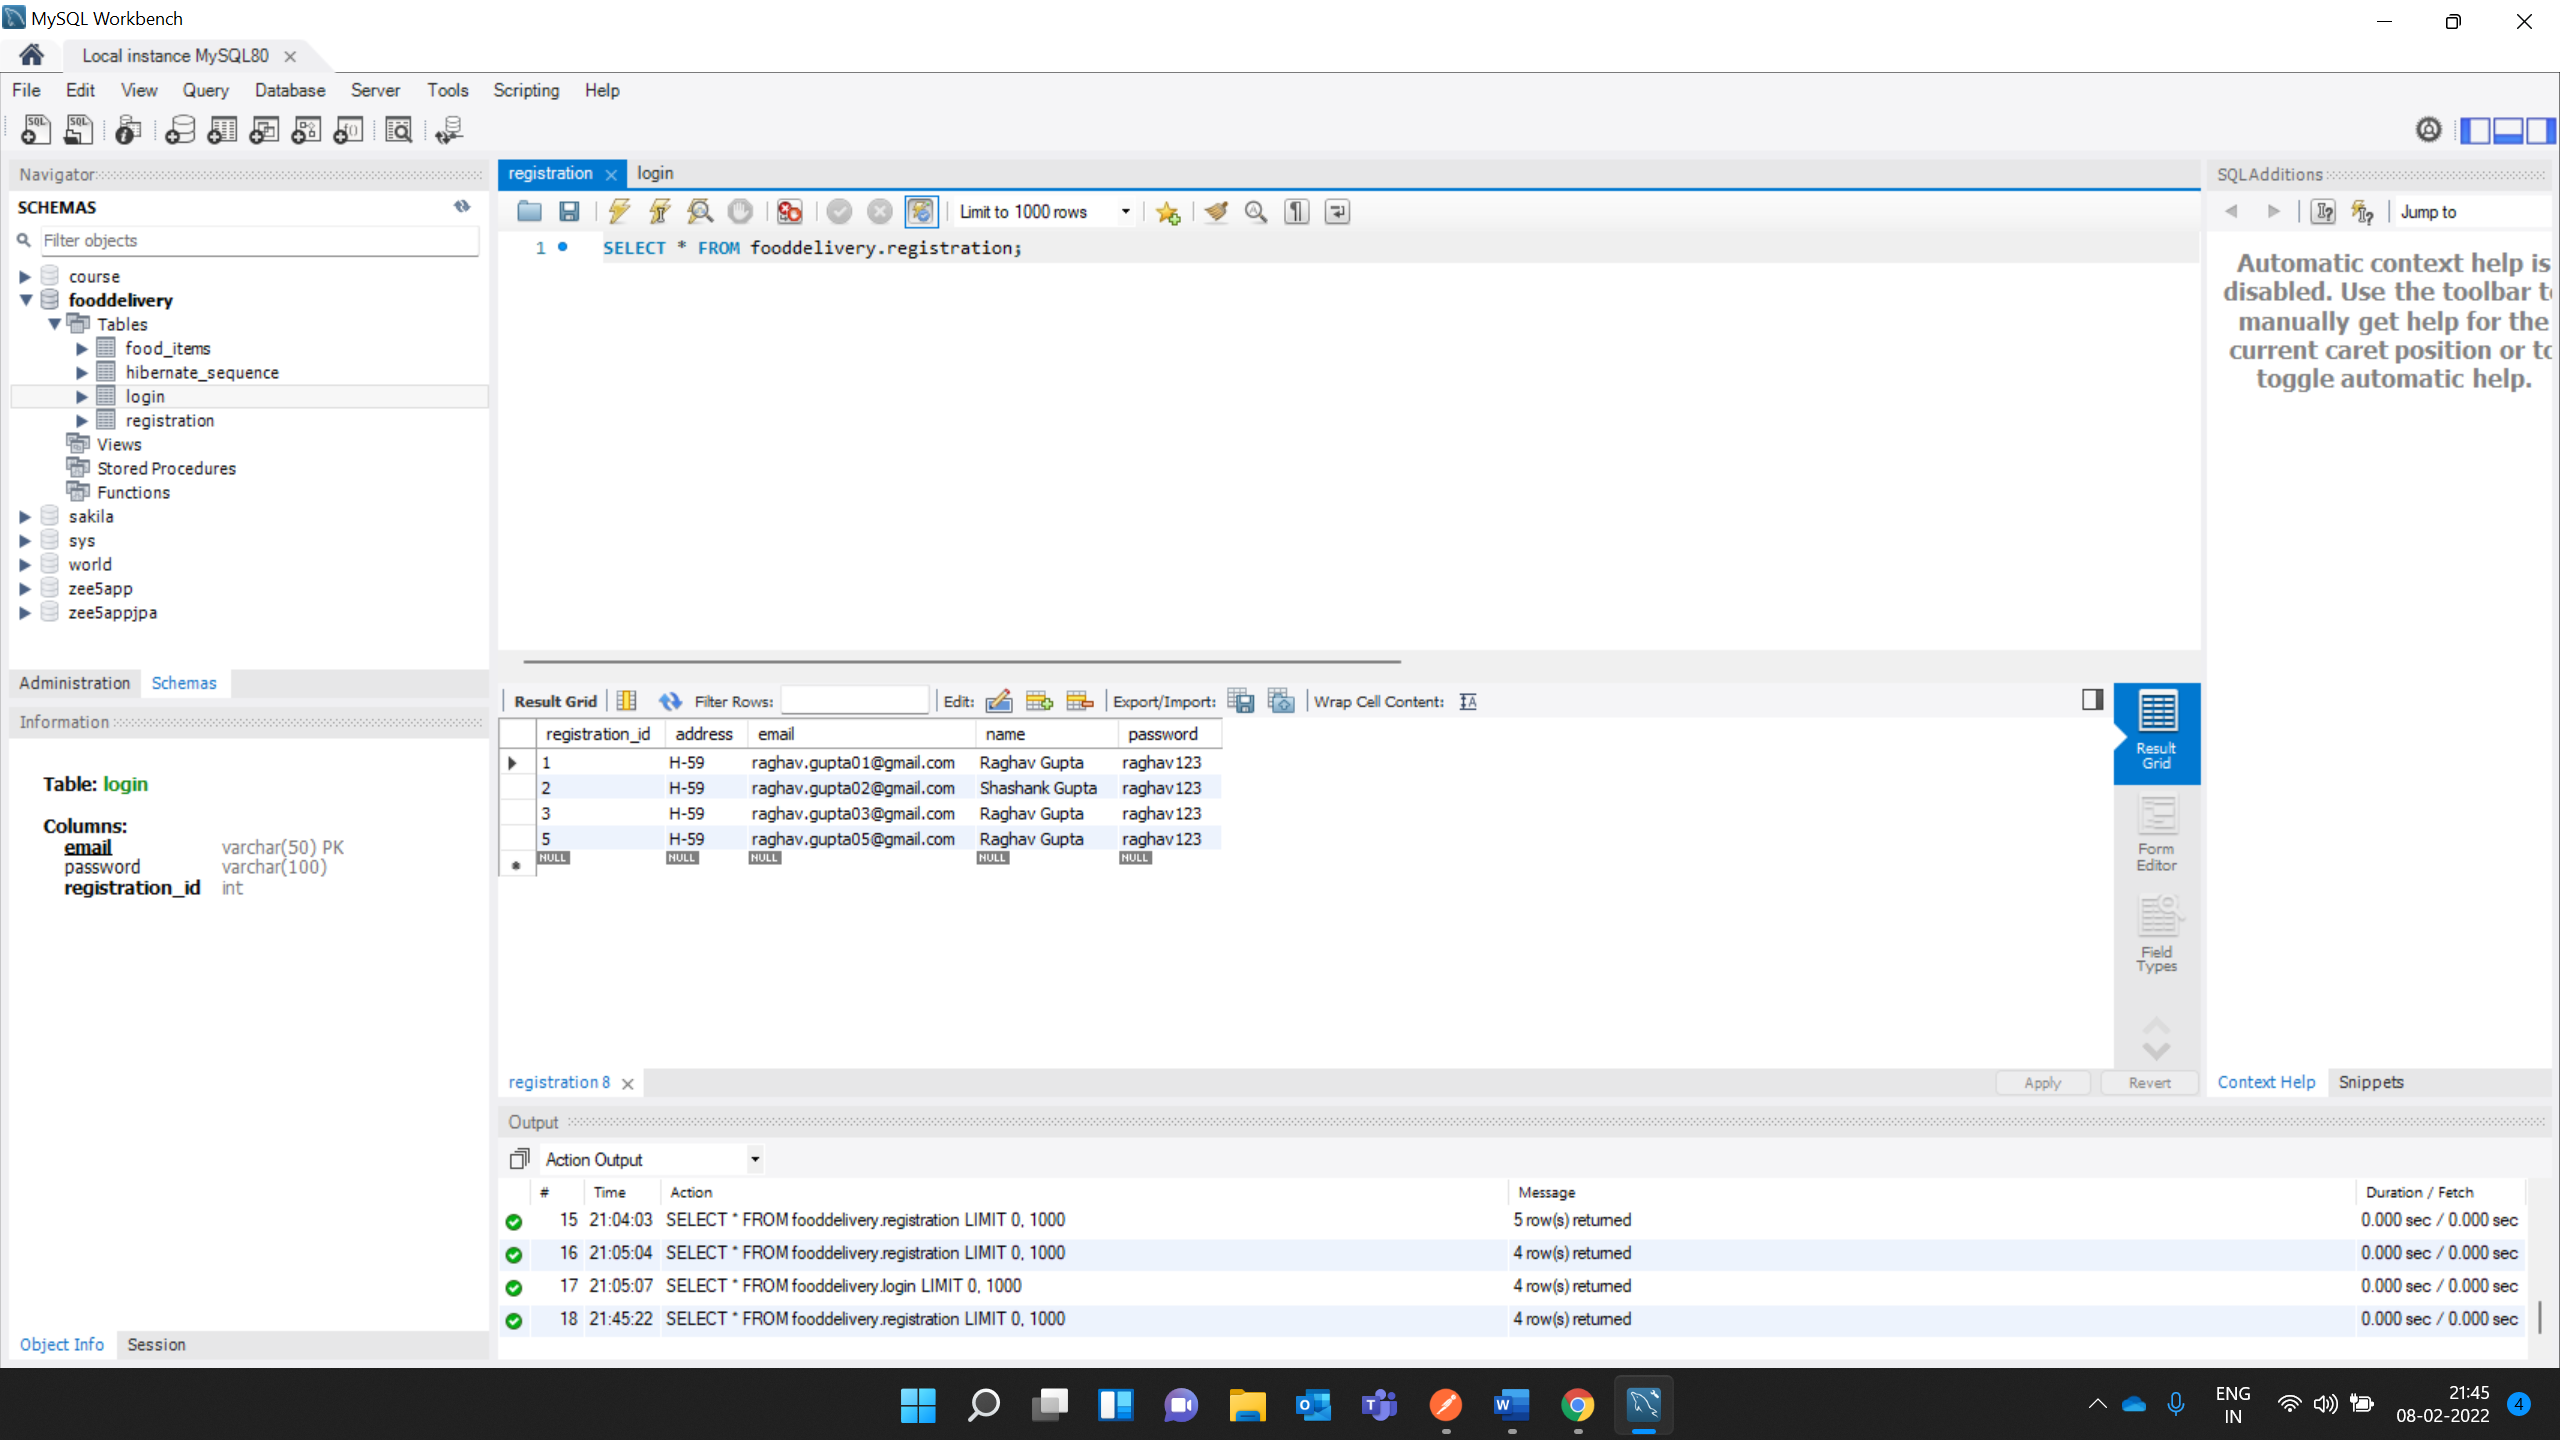 MySQL Workbench
Local instance MySQL80
File Edit View Query Database Server Tools Scripting Help
Navigator
SCHEMAS
Filter objects
course
fooddelivery
Tables
food_items
hibernate_sequence
login
registration
Views
Stored Procedures
Functions
sakila
sys
world
zee5app
zee5appjpa
Administration Schemas
Information
Table: login
Columns:
email varchar(50) PK
password varchar(100)
registration_id int
Object Info Session
registration login
Limit to 1000 rows
1 SELECT * FROM fooddelivery.registration;
Result Grid Filter Rows: Edit: Export/Import: Wrap Cell Content:
registration_id address email name password
1 H-59 raghav.gupta01@gmail.com Raghav Gupta raghav123
2 H-59 raghav.gupta02@gmail.com Shashank Gupta raghav123
3 H-59 raghav.gupta03@gmail.com Raghav Gupta raghav123
5 H-59 raghav.gupta05@gmail.com Raghav Gupta raghav123
NULL NULL NULL NULL NULL
Result
Grid
Form
Editor
Field
Types
registration 8
Apply Revert
SQLAdditions
Jump to
Automatic context help is
disabled. Use the toolbar to
manually get help for the
current caret position or to
toggle automatic help.
Context Help Snippets
Output
Action Output
# Time Action Message Duration / Fetch
15 21:04:03 SELECT * FROM fooddelivery.registration LIMIT 0, 1000 5 row(s) returned 0.000 sec / 0.000 sec
16 21:05:04 SELECT * FROM fooddelivery.registration LIMIT 0, 1000 4 row(s) returned 0.000 sec / 0.000 sec
17 21:05:07 SELECT * FROM fooddelivery.login LIMIT 0, 1000 4 row(s) returned 0.000 sec / 0.000 sec
18 21:45:22 SELECT * FROM fooddelivery.registration LIMIT 0, 1000 4 row(s) returned 0.000 sec / 0.000 sec
ENG
IN
21:45
08-02-2022
4